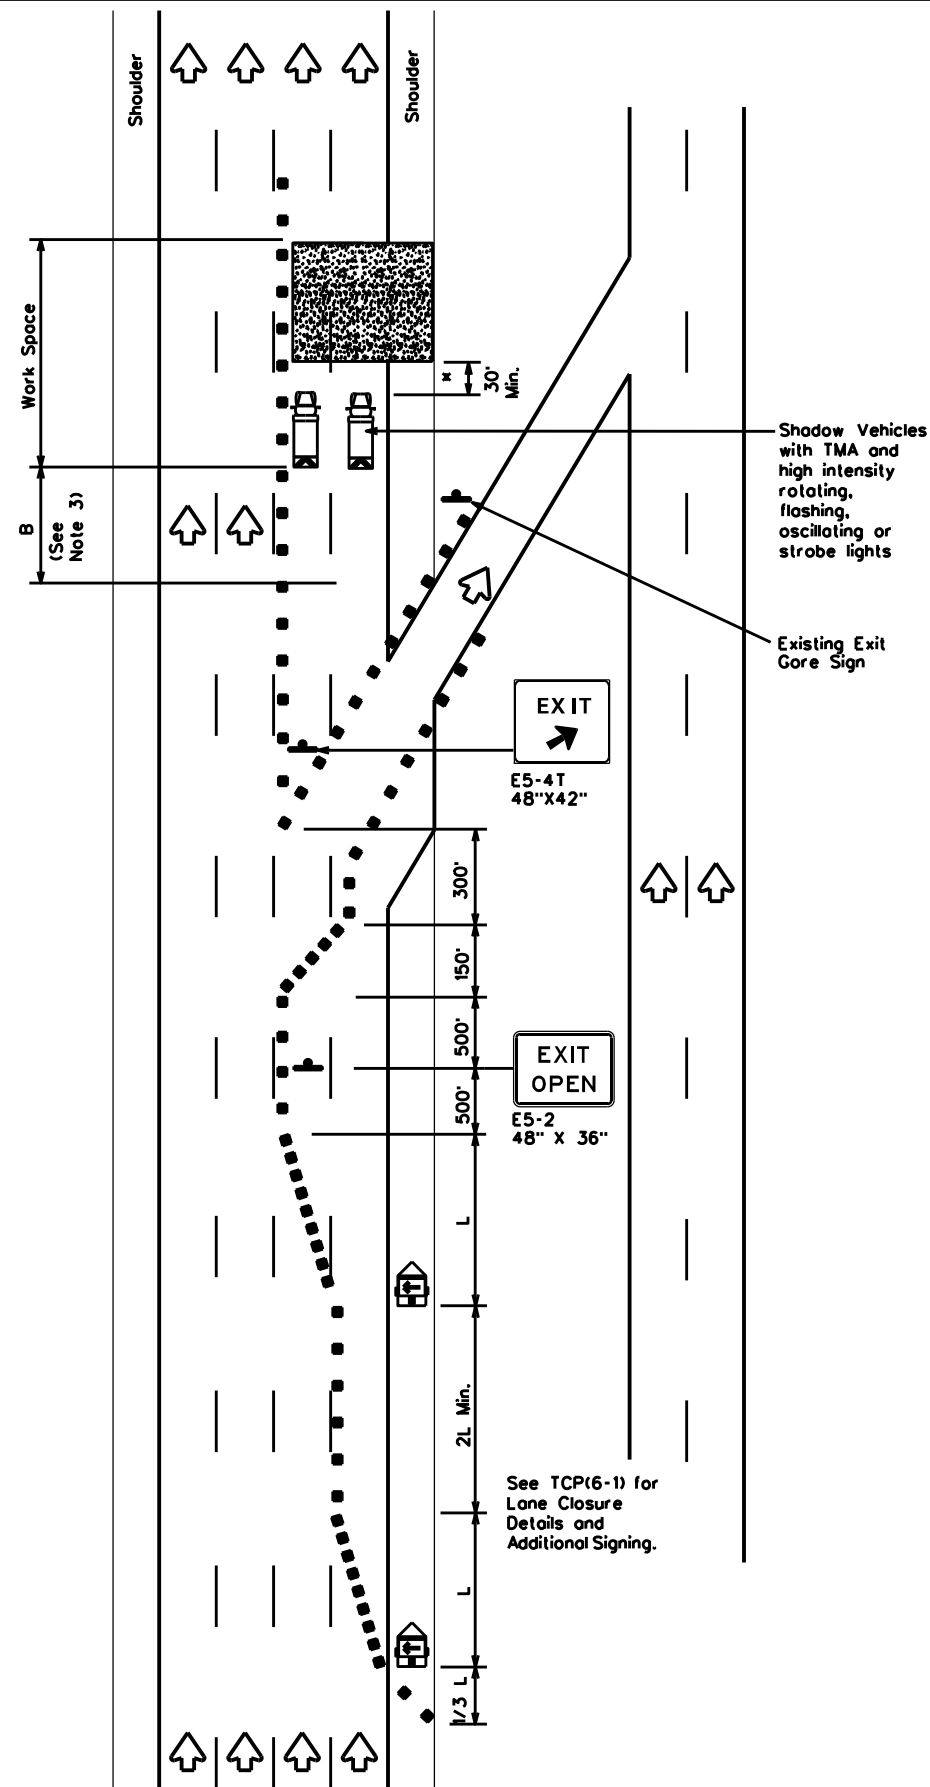 Shoulder
Shoulder
Work Space
x
30'
Min.
Shadow Vehicles
with TMA and
high intensity
rotating,
flashing,
oscillating or
strobe lights
B
(See
Note 3)
Existing Exit
Gore Sign
EXIT
E5-4T
48"X42"
300'
150'
500'
EXIT
OPEN
500'
E5-2
48" X 36"
L
2L Min.
See TCP(6-1) for
Lane Closure
Details and
Additional Signing.
L
1/3 L